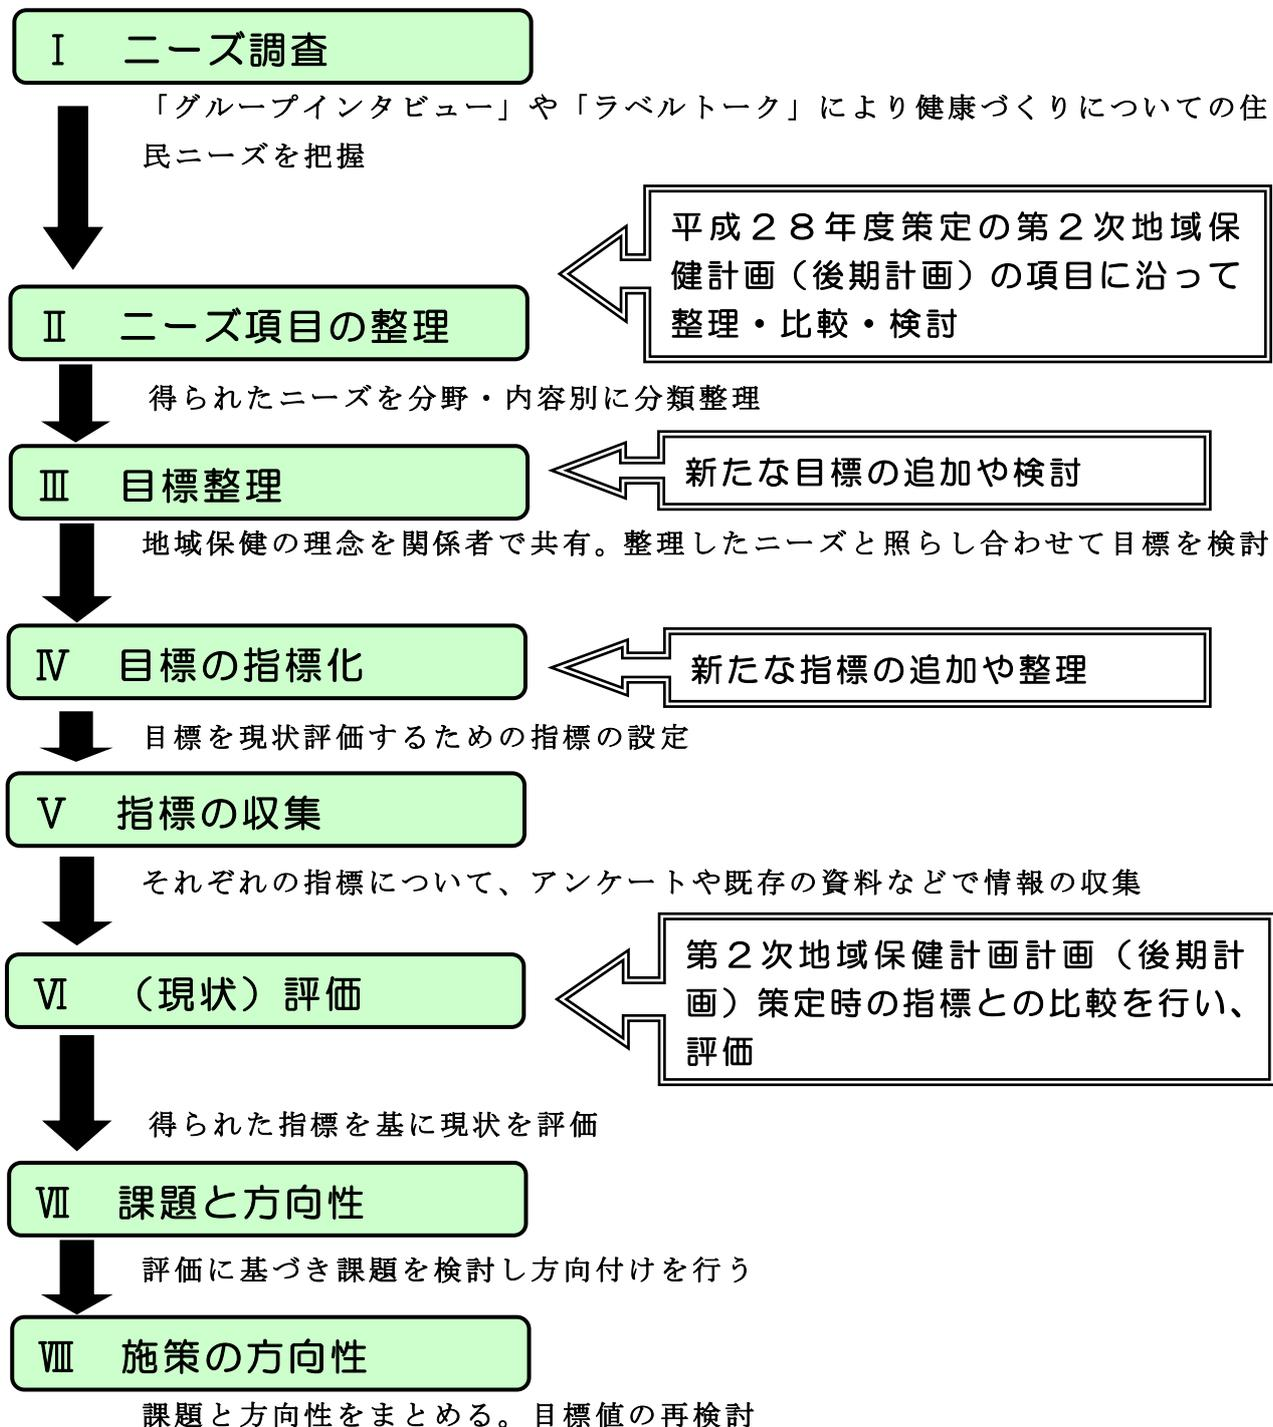 Ⅰ　ニーズ調査
「グループインタビュー」や「ラベルトーク」により健康づくりについての住
民ニーズを把握
平成２８年度策定の第２次地域保
健計画（後期計画）の項目に沿って
整理・比較・検討
Ⅱ　ニーズ項目の整理
得られたニーズを分野・内容別に分類整理
Ⅲ　目標整理
新たな目標の追加や検討
地域保健の理念を関係者で共有。整理したニーズと照らし合わせて目標を検討
Ⅳ　目標の指標化
新たな指標の追加や整理
目標を現状評価するための指標の設定
Ⅴ　指標の収集
それぞれの指標について、アンケートや既存の資料などで情報の収集
第２次地域保健計画計画（後期計
画）策定時の指標との比較を行い、
評価
Ⅵ　（現状）評価
得られた指標を基に現状を評価
Ⅶ　課題と方向性
評価に基づき課題を検討し方向付けを行う
Ⅷ　施策の方向性
課題と方向性をまとめる。目標値の再検討